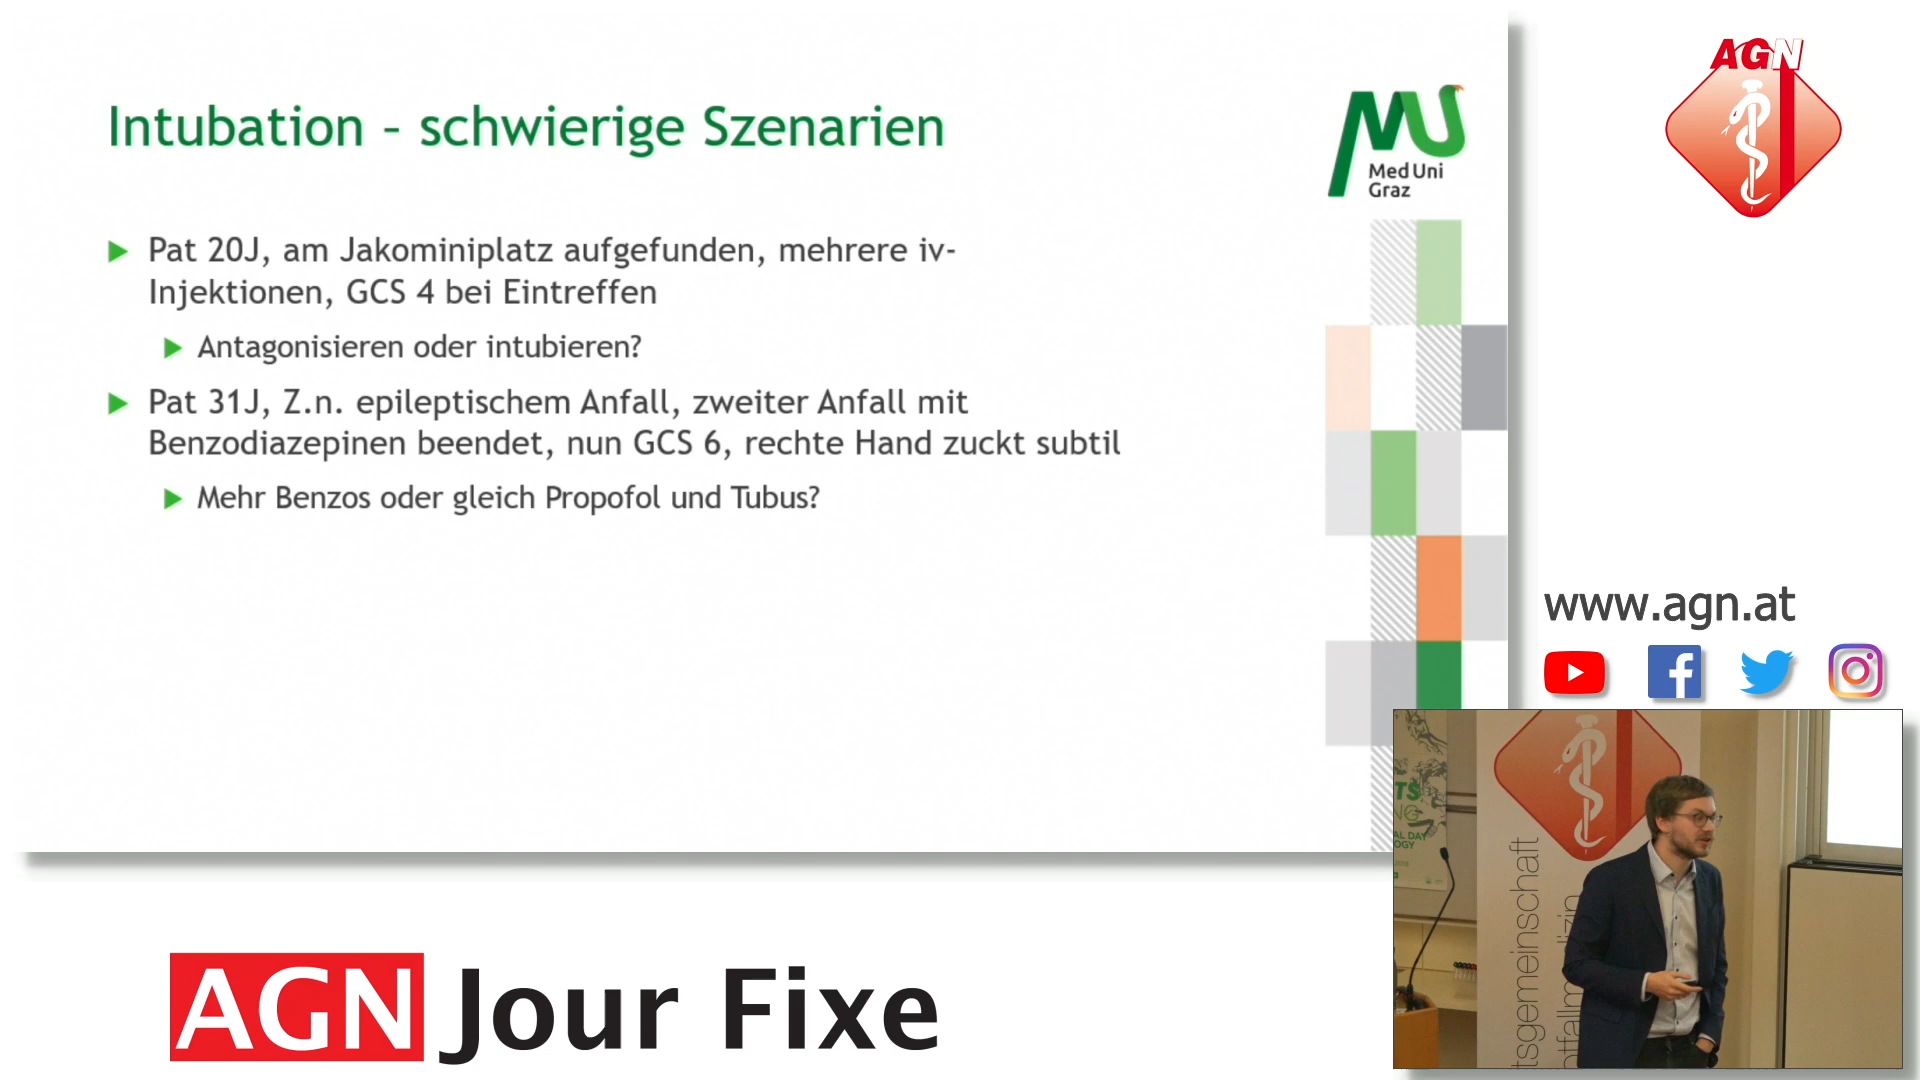 Intubation – schwierige Szenarien
Med Uni
Graz
Pat 20J, am Jakominiplatz aufgefunden, mehrere iv-
Injektionen, GCS 4 bei Eintreffen
Antagonisieren oder intubieren?
Pat 31J, Z.n. epileptischem Anfall, zweiter Anfall mit
Benzodiazepinen beendet, nun GCS 6, rechte Hand zuckt subtil
Mehr Benzos oder gleich Propofol und Tubus?
AGN
www.agn.at
AGN Jour Fixe